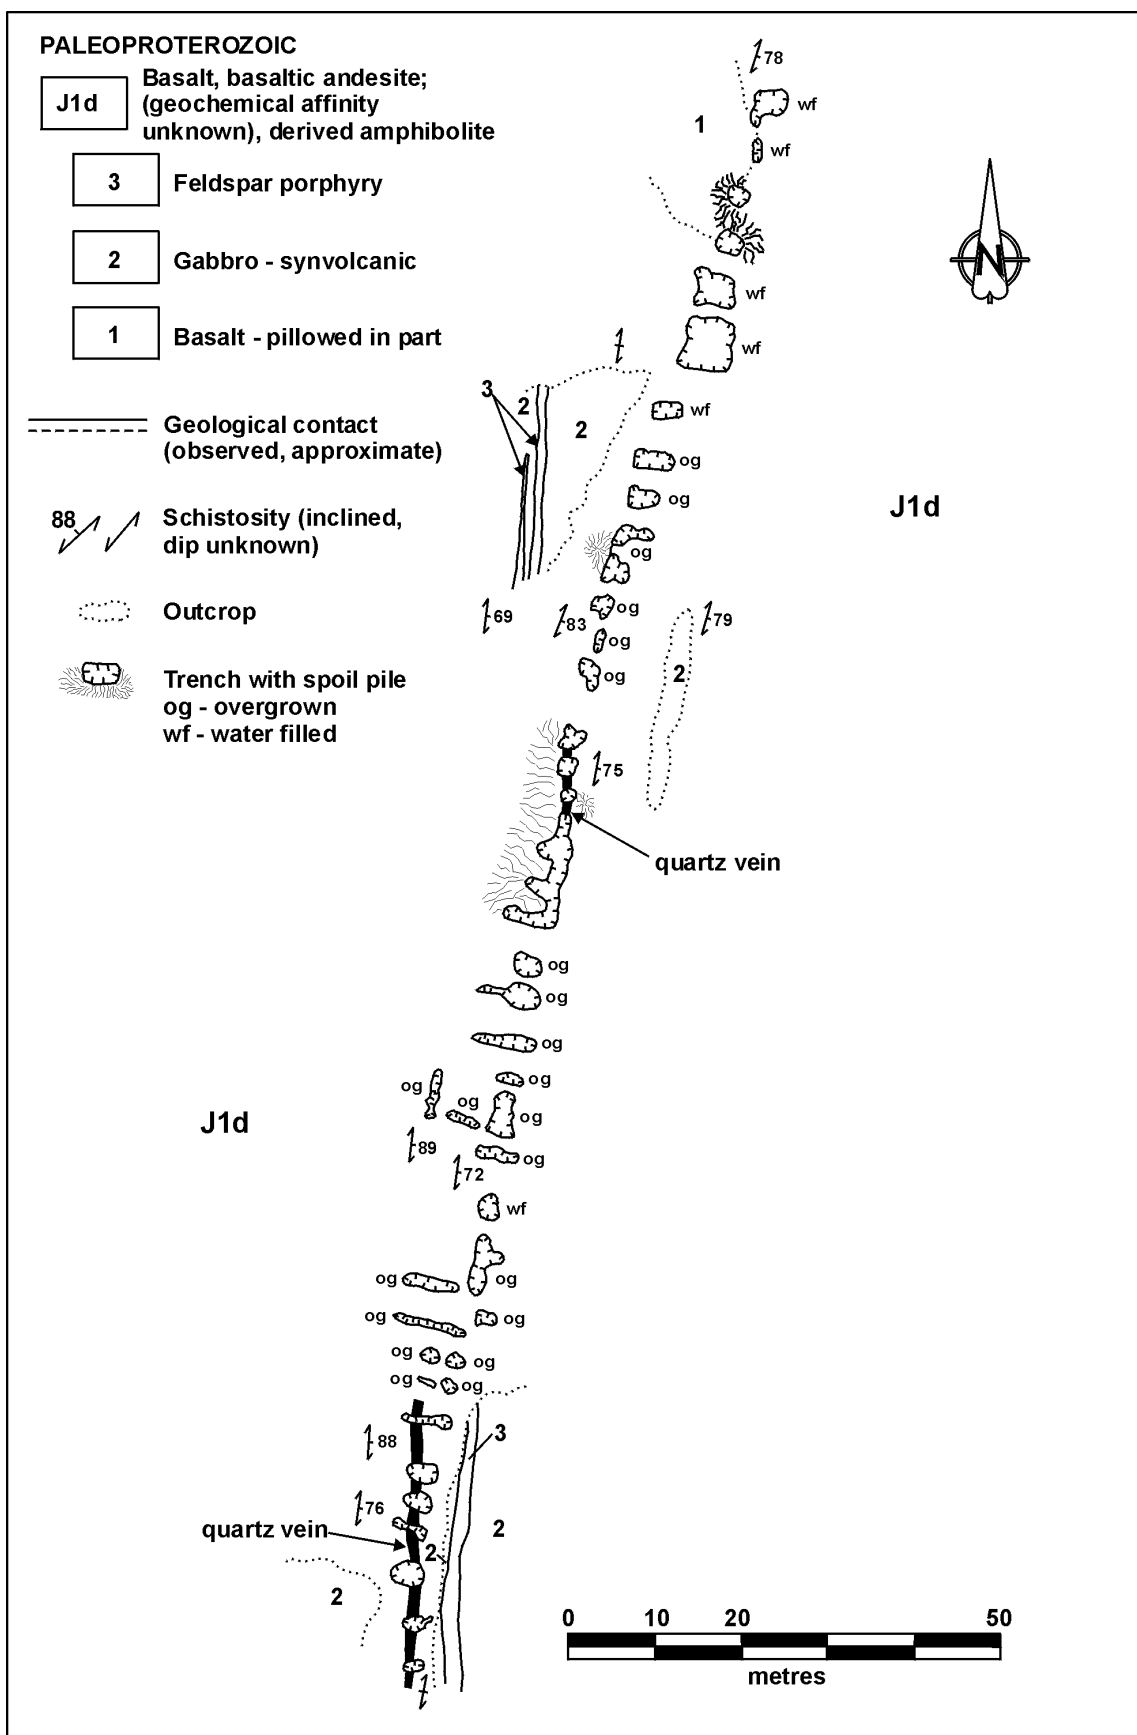 PALEOPROTEROZOIC
J1d
Basalt, basaltic andesite;
(geochemical affinity
unknown), derived amphibolite
3
Feldspar porphyry
2
Gabbro - synvolcanic
1
Basalt - pillowed in part
Geological contact
(observed, approximate)
88
Schistosity (inclined,
dip unknown)
Outcrop
Trench with spoil pile
og - overgrown
wf - water filled
78
wf
1
wf
N
wf
wf
3
2
2
wf
og
og
J1d
og
69
83
og
79
og
2
og
75
quartz vein
og
og
og
og
og
og
J1d
og
89
72
og
wf
og
og
og
og
og
og
og
og
3
88
76
2
quartz vein
2
2
0 10 20 50
metres